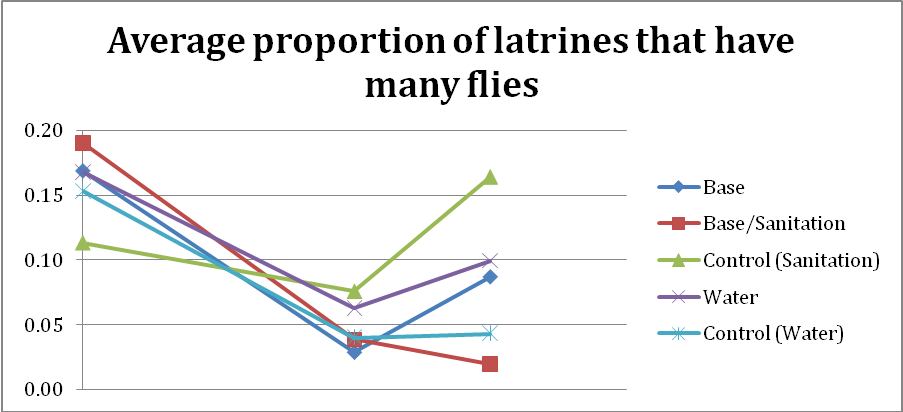 Average proportion of latrines that have
many flies
0.20
0.15
0.10
0.05
0.00
Base
Base/Sanitation
Control (Sanitation)
Water
Control (Water)